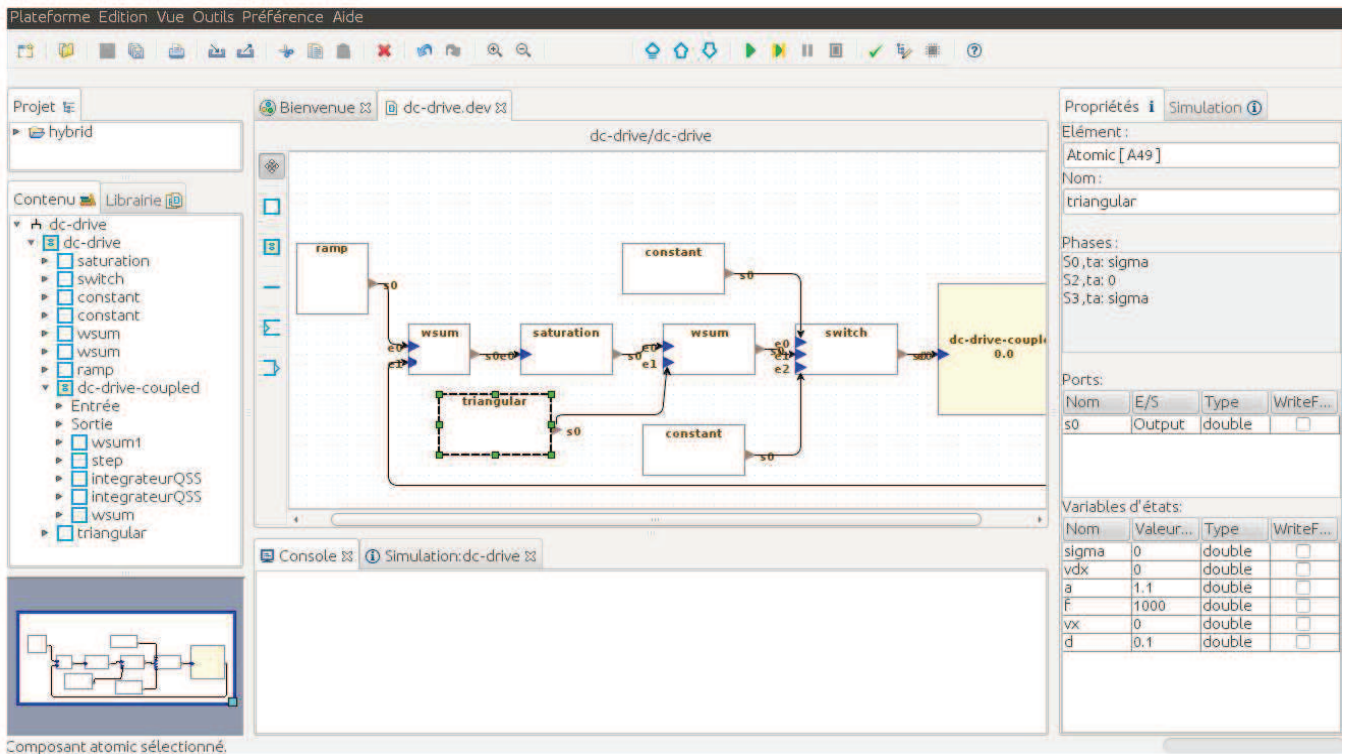 Plateforme Edition Vue Outils Préférence Aide
Projet
hybrid
Contenu Librairie
dc-drive
dc-drive
saturation
switch
constant
constant
wsum
wsum
ramp
dc-drive-coupled
Entrée
Sortie
wsum1
step
integrateurQSS
integrateurQSS
wsum
triangular
Bienvenue dc-drive.dev
dc-drive/dc-drive
ramp
s0
constant
s0
wsum
e0
e1
s0
saturation
e0
s0
wsum
e0
e1
s0
switch
e0
e1
e2
s0
dc-drive-coupl
0.0
triangular
s0
constant
s0
Console Simulation:dc-drive
Propriétés Simulation
Elément :
Atomic [ A49 ]
Nom :
triangular
Phases :
S0 ,ta: sigma
S2 ,ta: 0
S3 ,ta: sigma
Ports:
Nom E/S Type WriteF...
s0 Output double
Variables d'états:
Nom Valeur... Type WriteF...
sigma 0 double
vdx 0 double
a 1.1 double
f 1000 double
vx 0 double
d 0.1 double
Composant atomic sélectionné.